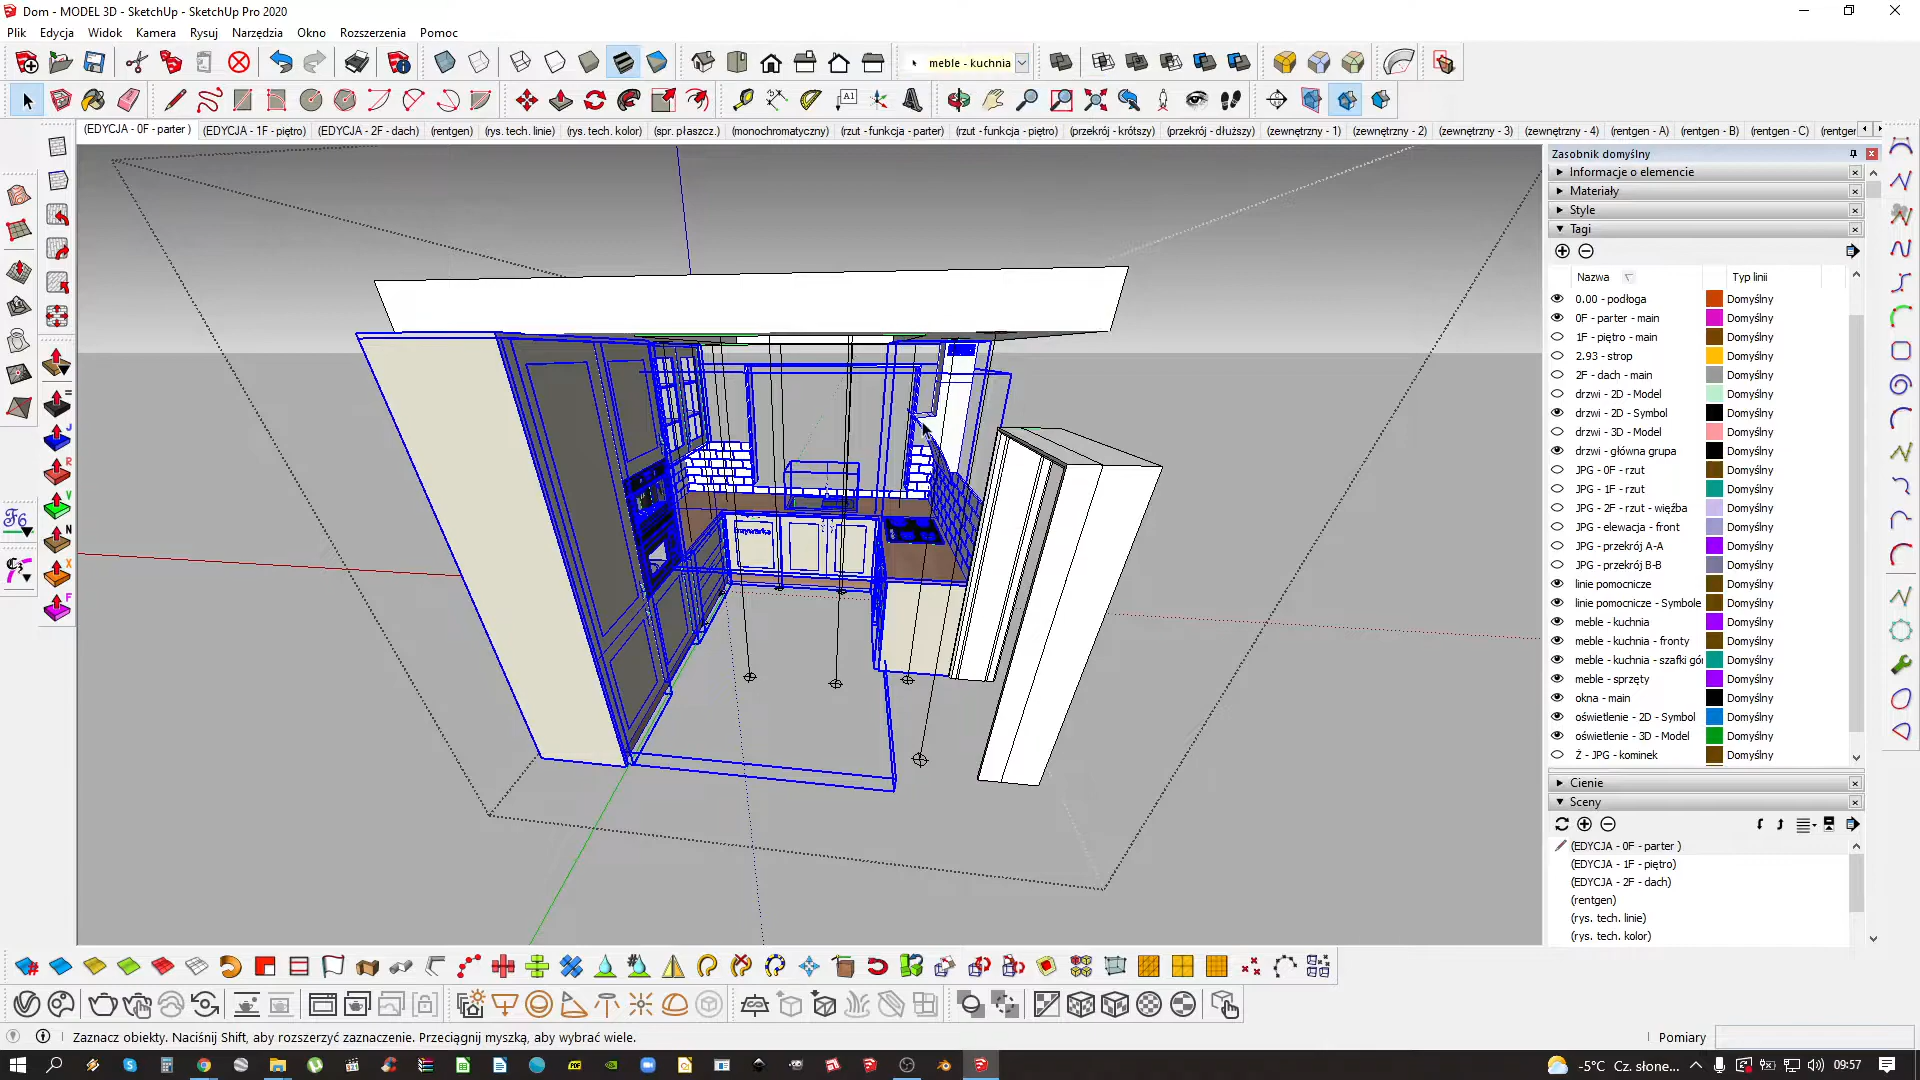 Dom - MODEL 3D - SketchUp - SketchUp Pro 2020
Plik Edycja Widok Kamera Rysuj Narzędzia Okno Rozszerzenia Pomoc
meble - kuchnia
A1
(EDYCJA - 0F - parter ) (EDYCJA - 1F - piętro) (EDYCJA - 2F - dach) (rentgen) (rys. tech. linie) (rys. tech. kolor) (spr. płaszcz.) (monochromatyczny) (rzut - funkcja - parter) (rzut - funkcja - piętro) (przekrój - krótszy) (przekrój - dłuższy) (zewnętrzny - 1) (zewnętrzny - 2) (zewnętrzny - 3) (zewnętrzny - 4) (rentgen - A) (rentgen - B) (rentgen - C) (rentger
Zasobnik domyślny
Informacje o elemencie
Materiały
Style
Tagi
Nazwa Typ linii
0.00 - podłoga Domyślny
0F - parter - main Domyślny
1F - piętro - main Domyślny
2.93 - strop Domyślny
2F - dach - main Domyślny
drzwi - 2D - Model Domyślny
drzwi - 2D - Symbol Domyślny
drzwi - 3D - Model Domyślny
drzwi - główna grupa Domyślny
JPG - 0F - rzut Domyślny
JPG - 1F - rzut Domyślny
JPG - 2F - rzut - więźba Domyślny
JPG - elewacja - front Domyślny
JPG - przekrój A-A Domyślny
JPG - przekrój B-B Domyślny
linie pomocnicze Domyślny
linie pomocnicze - Symbole Domyślny
meble - kuchnia Domyślny
meble - kuchnia - fronty Domyślny
meble - kuchnia - szafki gó Domyślny
meble - sprzęty Domyślny
okna - main Domyślny
oświetlenie - 2D - Symbol Domyślny
oświetlenie - 3D - Model Domyślny
Ż - JPG - kominek Domyślny
Cienie
Sceny
(EDYCJA - 0F - parter )
(EDYCJA - 1F - piętro)
(EDYCJA - 2F - dach)
(rentgen)
(rys. tech. linie)
(rys. tech. kolor)
Zaznacz obiekty. Naciśnij Shift, aby rozszerzyć zaznaczenie. Przeciągnij myszką, aby wybrać wiele.
Pomiary
-5°C Cz. słone... 09:57